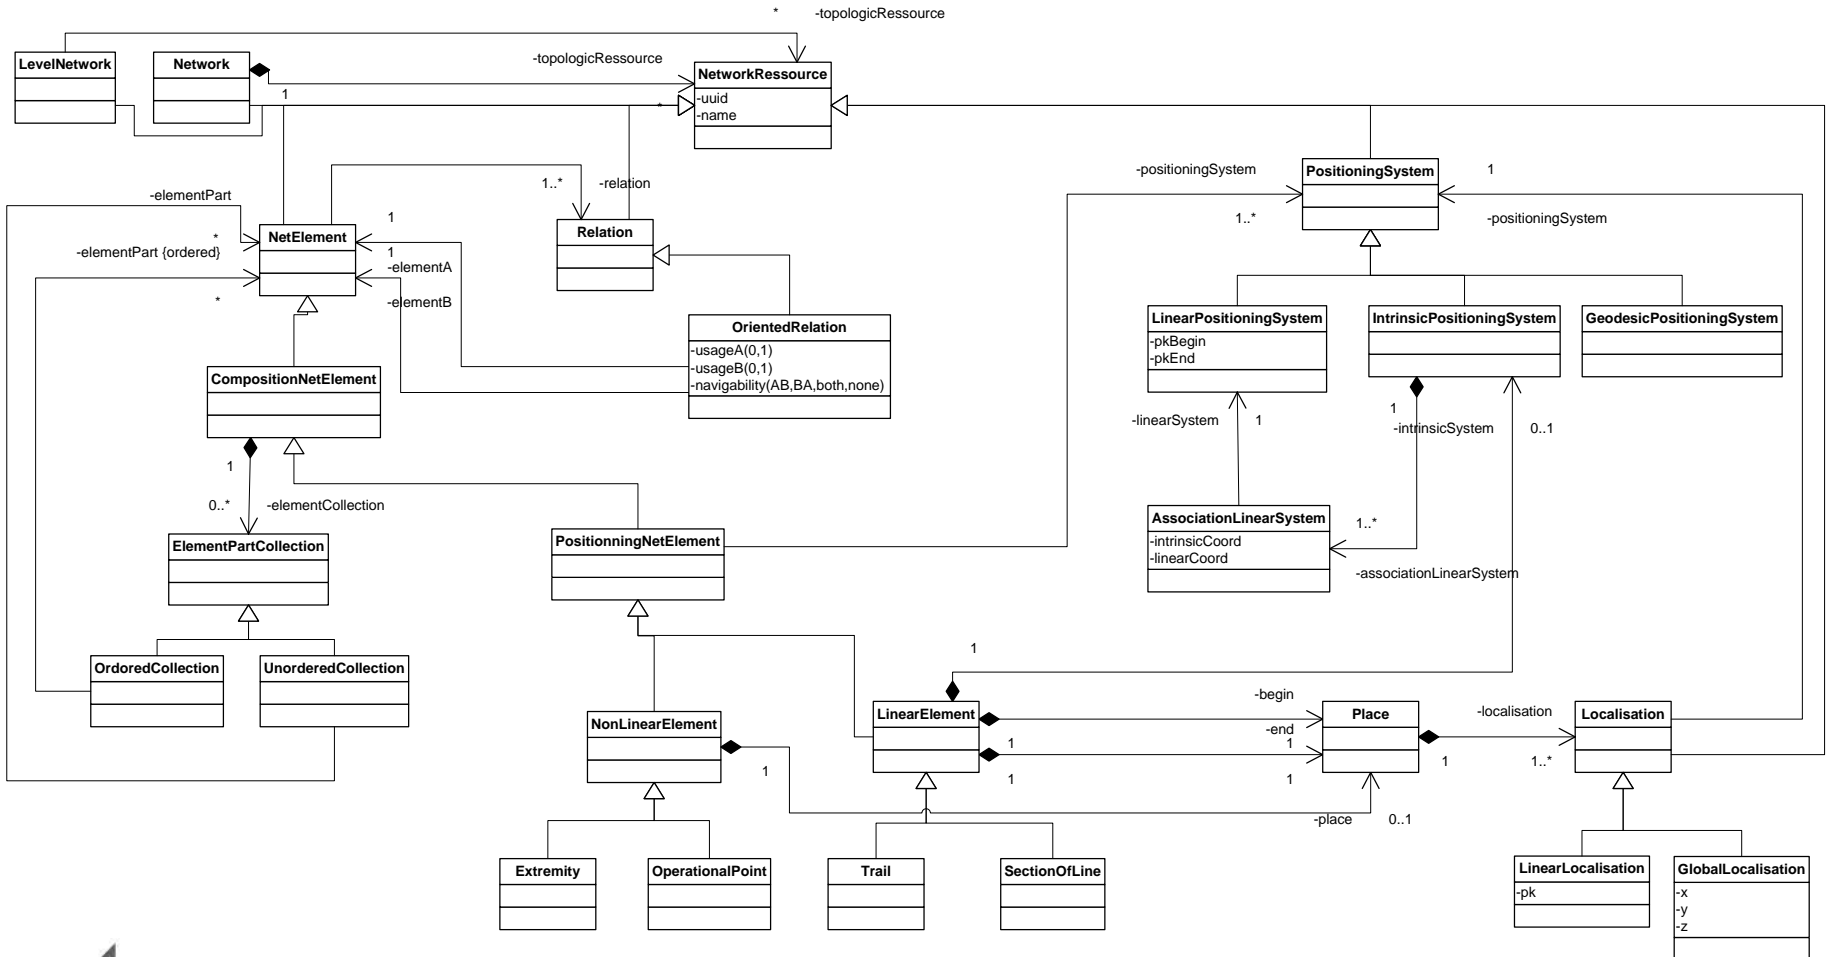 * -topologicRessource
LevelNetwork
Network
-topologicRessource
NetworkRessource
1
*
-uuid
-name
-positioningSystem
PositioningSystem
1
1..*
-relation
-elementPart
1
1..*
-positioningSystem
Relation
NetElement
*
-elementPart {ordered}
1
-elementA
*
-elementB
LinearPositioningSystem
IntrinsicPositioningSystem
GeodesicPositioningSystem
OrientedRelation
-pkBegin
-pkEnd
-usageA(0,1)
-usageB(0,1)
-navigability(AB,BA,both,none)
CompositionNetElement
1
-linearSystem
1
-intrinsicSystem
0..1
1
0..*
-elementCollection
AssociationLinearSystem
1..*
-intrinsicCoord
-linearCoord
-associationLinearSystem
ElementPartCollection
PositionningNetElement
1
OrdoredCollection
UnorderedCollection
-begin
NonLinearElement
LinearElement
Place
-localisation
Localisation
-end
1
1
1
1..*
1
1
1
-place
0..1
Extremity
OperationalPoint
Trail
SectionOfLine
LinearLocalisation
GlobalLocalisation
-pk
-x
-y
-z